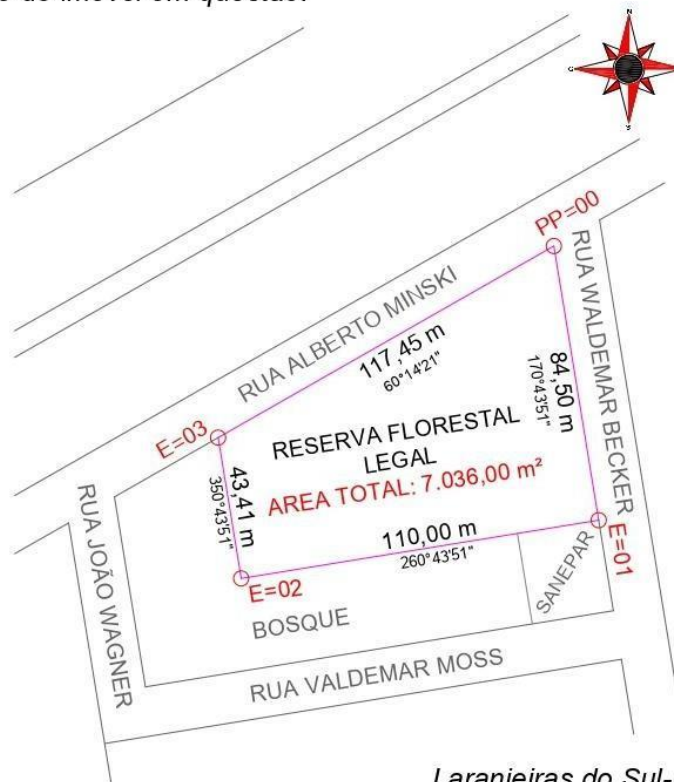 do imóvel em questão.
N
S
PP=00
RUA WALDEMAR BECKER
RUA ALBERTO MINSKI
117,45 m
60°14'21"
84,50 m
170°43'51"
E=03
RESERVA FLORESTAL
LEGAL
AREA TOTAL: 7.036,00 m²
43,41 m
350°43'51"
110,00 m
260°43'51"
E=01
E=02
SANEPAR
BOSQUE
RUA JOÃO WAGNER
RUA VALDEMAR MOSS
Laranjeiras do Sul-